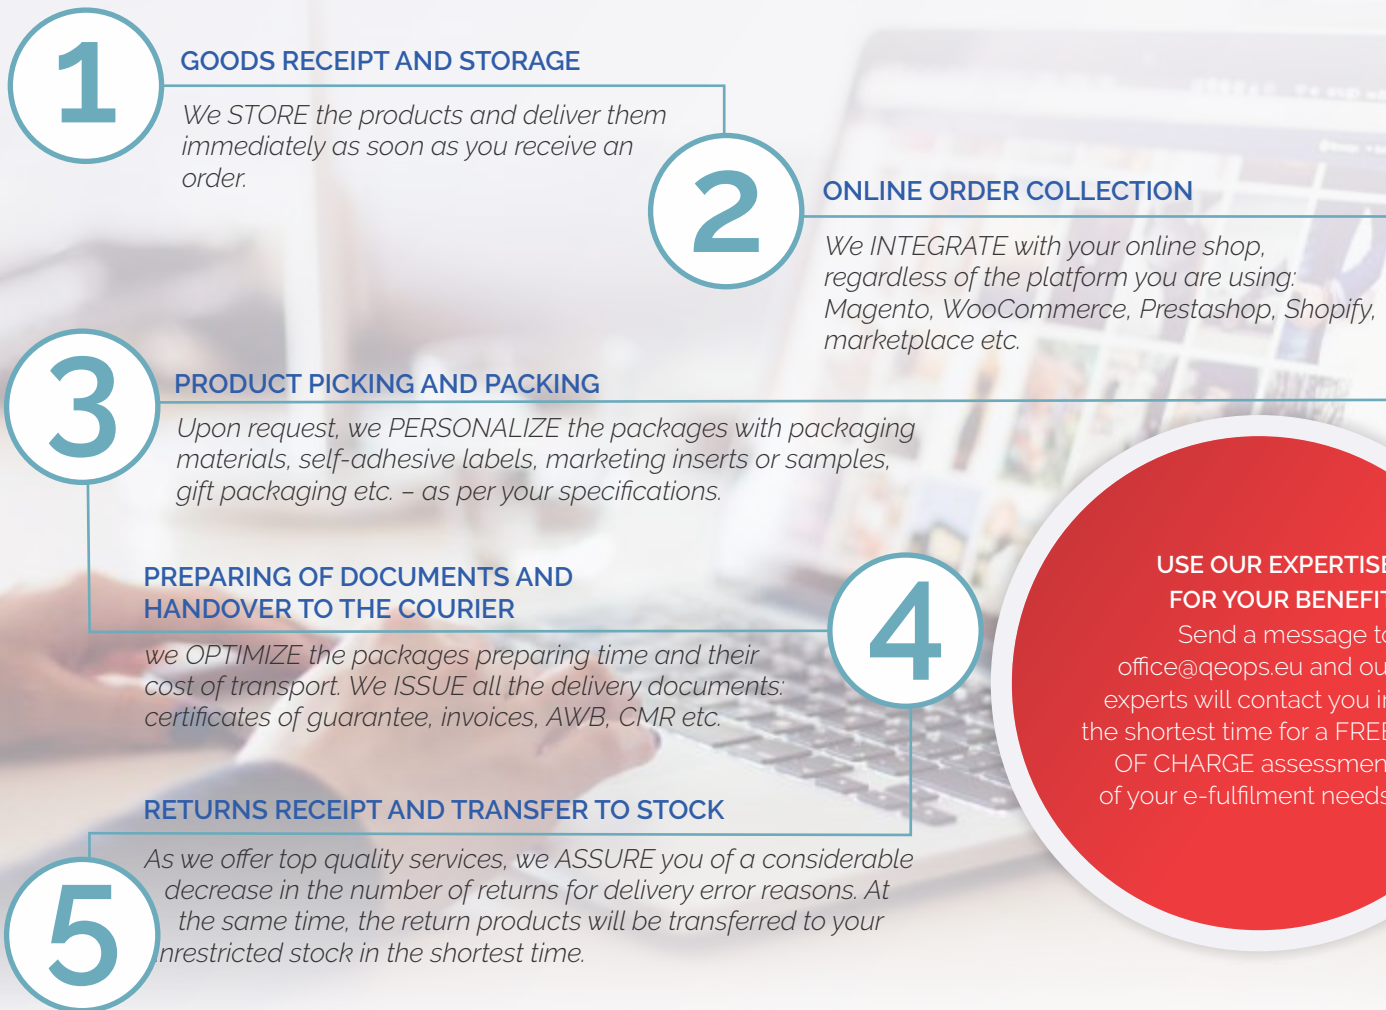 1
GOODS RECEIPT AND STORAGE
We STORE the products and deliver them
immediately as soon as you receive an
order.
2
ONLINE ORDER COLLECTION
We INTEGRATE with your online shop,
regardless of the platform you are using:
Magento, WooCommerce, Prestashop, Shopify,
marketplace etc.
3
PRODUCT PICKING AND PACKING
Upon request, we PERSONALIZE the packages with packaging
materials, self-adhesive labels, marketing inserts or samples,
gift packaging etc. – as per your specifications.
PREPARING OF DOCUMENTS AND
HANDOVER TO THE COURIER
4
we OPTIMIZE the packages preparing time and their
cost of transport. We ISSUE all the delivery documents:
certificates of guarantee, invoices, AWB, CMR etc.
RETURNS RECEIPT AND TRANSFER TO STOCK
5
As we offer top quality services, we ASSURE you of a considerable
decrease in the number of returns for delivery error reasons. At
the same time, the return products will be transferred to your
nrestricted stock in the shortest time.
USE OUR EXPERTISE
FOR YOUR BENEFIT
Send a message to
office@qeops.eu and ou
experts will contact you in
the shortest time for a FREE
OF CHARGE assessmen
of your e-fulfilment needs